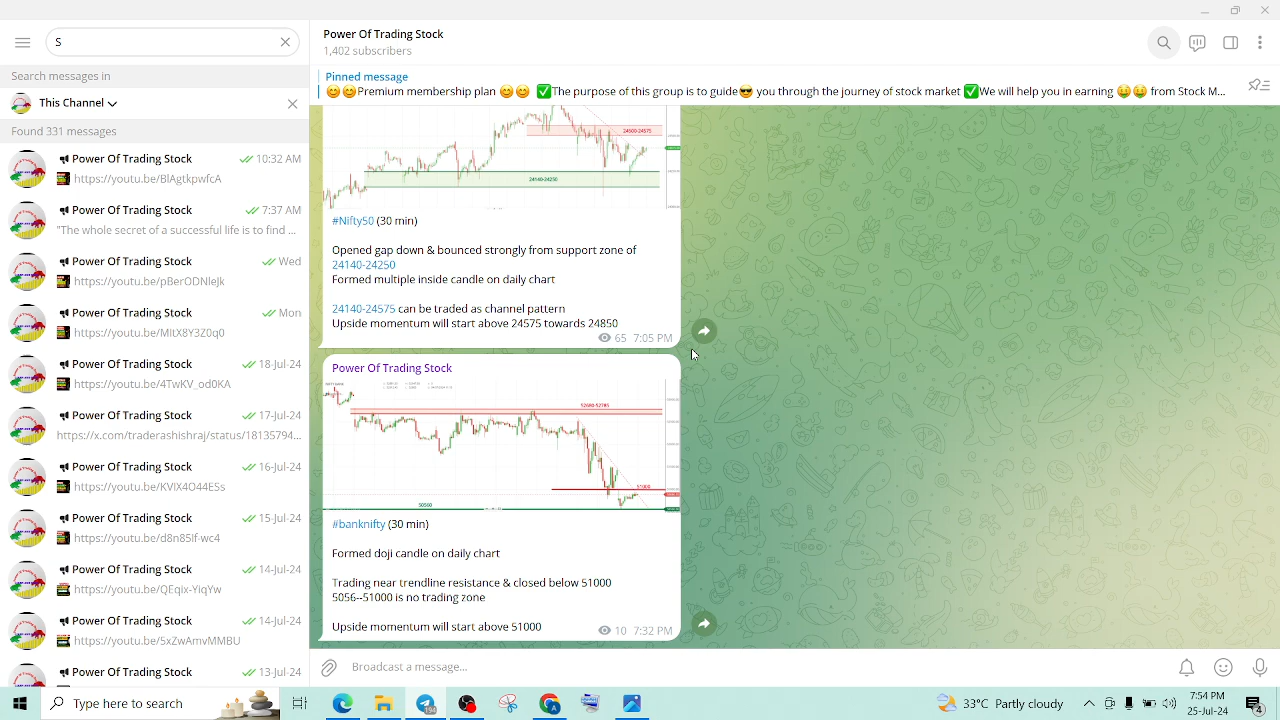 S
Power Of Trading Stock
1,402 subscribers
Search messages in
This Channel
Found 331 messages
Power Of Trading Stock 10:32 AM
https://youtu.be/BlAgtkpwfcA
Power Of Trading Stock 7:37 AM
"The whole secret of a successful life is to find ...
Power Of Trading Stock Wed
https://youtu.be/pBerODNleJk
Power Of Trading Stock Mon
https://youtu.be/MltX8Y3Z0q0
Power Of Trading Stock 18-Jul-24
https://youtu.be/4TwKV_od0KA
Power Of Trading Stock 17-Jul-24
https://x.com/traderashishraj/status/18135794...
Power Of Trading Stock 16-Jul-24
https://youtu.be/VlX4O44ESs
Power Of Trading Stock 15-Jul-24
https://youtu.be/d8n85lf-wc4
Power Of Trading Stock 14-Jul-24
https://youtu.be/QEqix-YiqYw
Power Of Trading Stock 14-Jul-24
https://youtu.be/5xZwAmvMMBU
Power Of Trading Stock 13-Jul-24
Pinned message
😊😊Premium membership plan 😊😊 ✅The purpose of this group is to guide😎 you through the journey of stock market ✅We will help you in earning 🤑🤑 from Stock M...
24500-24575
24140-24250
#Nifty50 (30 min)
Opened gap down & bounced strongly from support zone of
24140-24250
Formed multiple inside candle on daily chart
24140-24575 can be traded as channel pattern
Upside momentum will start above 24575 towards 24850
65 7:05 PM
Power Of Trading Stock
52680-52785
51000
50560
#banknifty (30 min)
Formed doji candle on daily chart
Trading near trendline resistance & closed below 51000
5056--51000 is no trading zone
Upside momentum will start above 51000
10 7:32 PM
Broadcast a message...
Type here to search
33°C Partly cloudy
7:54 PM
25-Jul-24
4